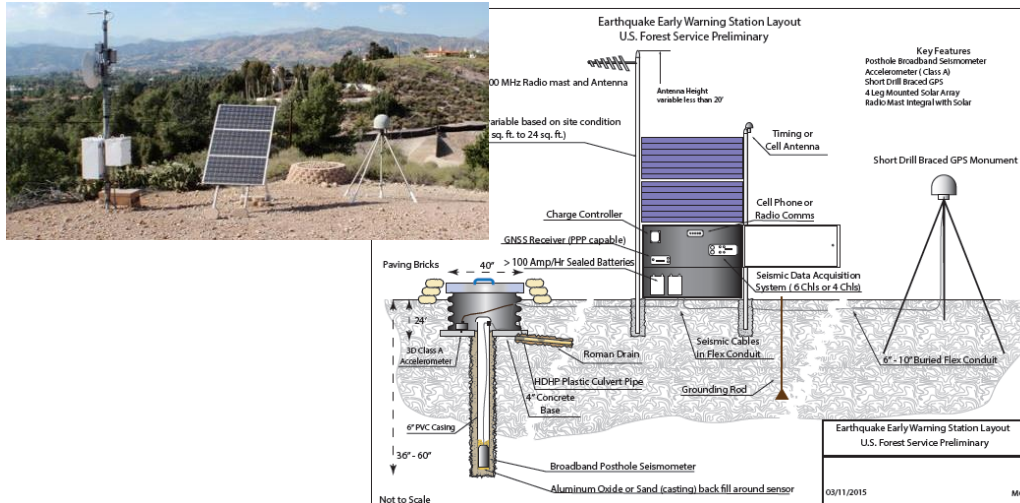 Earthquake Early Warning Station Layout
U.S. Forest Service Preliminary
Key Features
Posthole Broadband Seismometer
Accelerometer ( Class A)
Short Drill Braced GPS
4 Leg Mounted Solar Array
Radio Mast Integral with Solar
00 MHz Radio mast and Antenna
Antenna Height
variable less than 20'
ariable based on site condition
sq. ft. to 24 sq. ft.)
Timing or
Cell Antenna
Short Drill Braced GPS Monument
Charge Controller
Cell Phone or
Radio Comms
GNSS Receiver (PPP capable)
> 100 Amp/Hr Sealed Batteries
Paving Bricks
40"
Seismic Data Acquisition
System ( 6 Chls or 4 Chls)
24'
3D Class A
Accelerometer
Roman Drain
Seismic Cables
in Flex Conduit
6" - 10" Buried Flex Conduit
HDHP Plastic Culvert Pipe
Grounding Rod
4" Concrete
Base
6" PVC Casing
36" - 60"
Broadband Posthole Seismometer
Aluminum Oxide or Sand (casting) back fill around sensor
Not to Scale
Earthquake Early Warning Station Layout
U.S. Forest Service Preliminary
03/11/2015